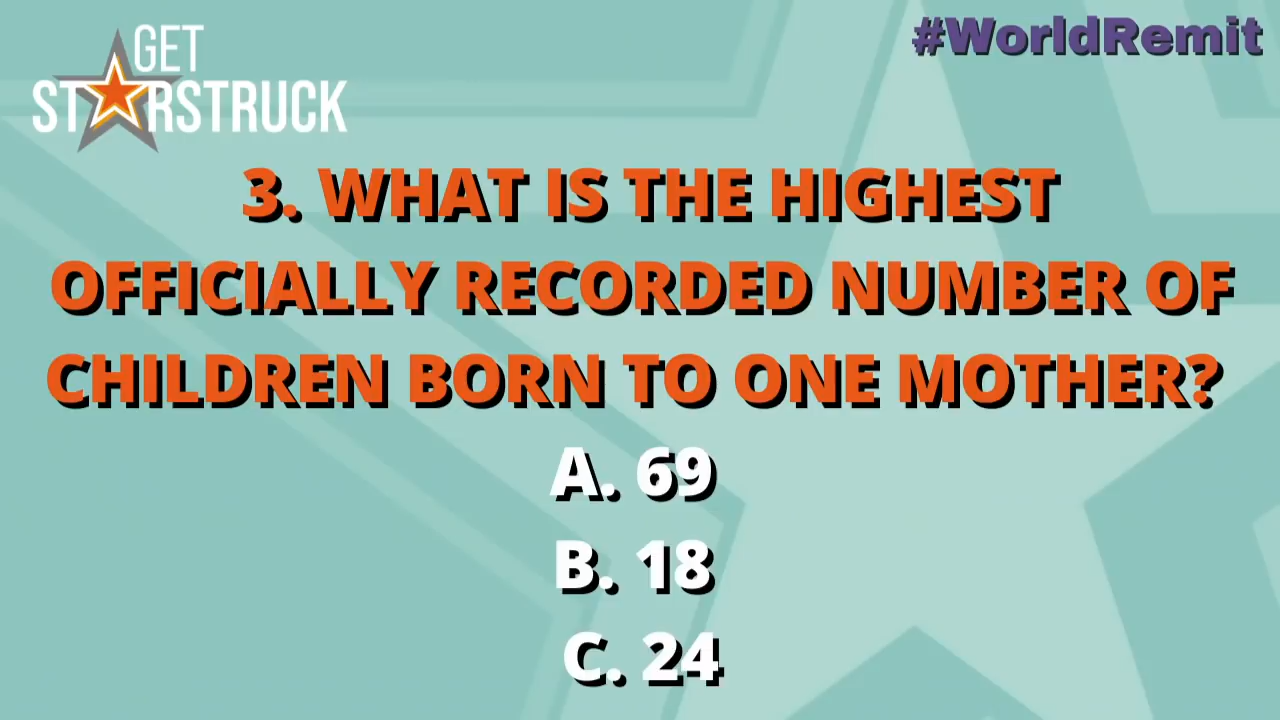 GET
STARSTRUCK
#WorldRemit
3. WHAT IS THE HIGHEST
OFFICIALLY RECORDED NUMBER OF
CHILDREN BORN TO ONE MOTHER?
A. 69
B. 18
C. 24